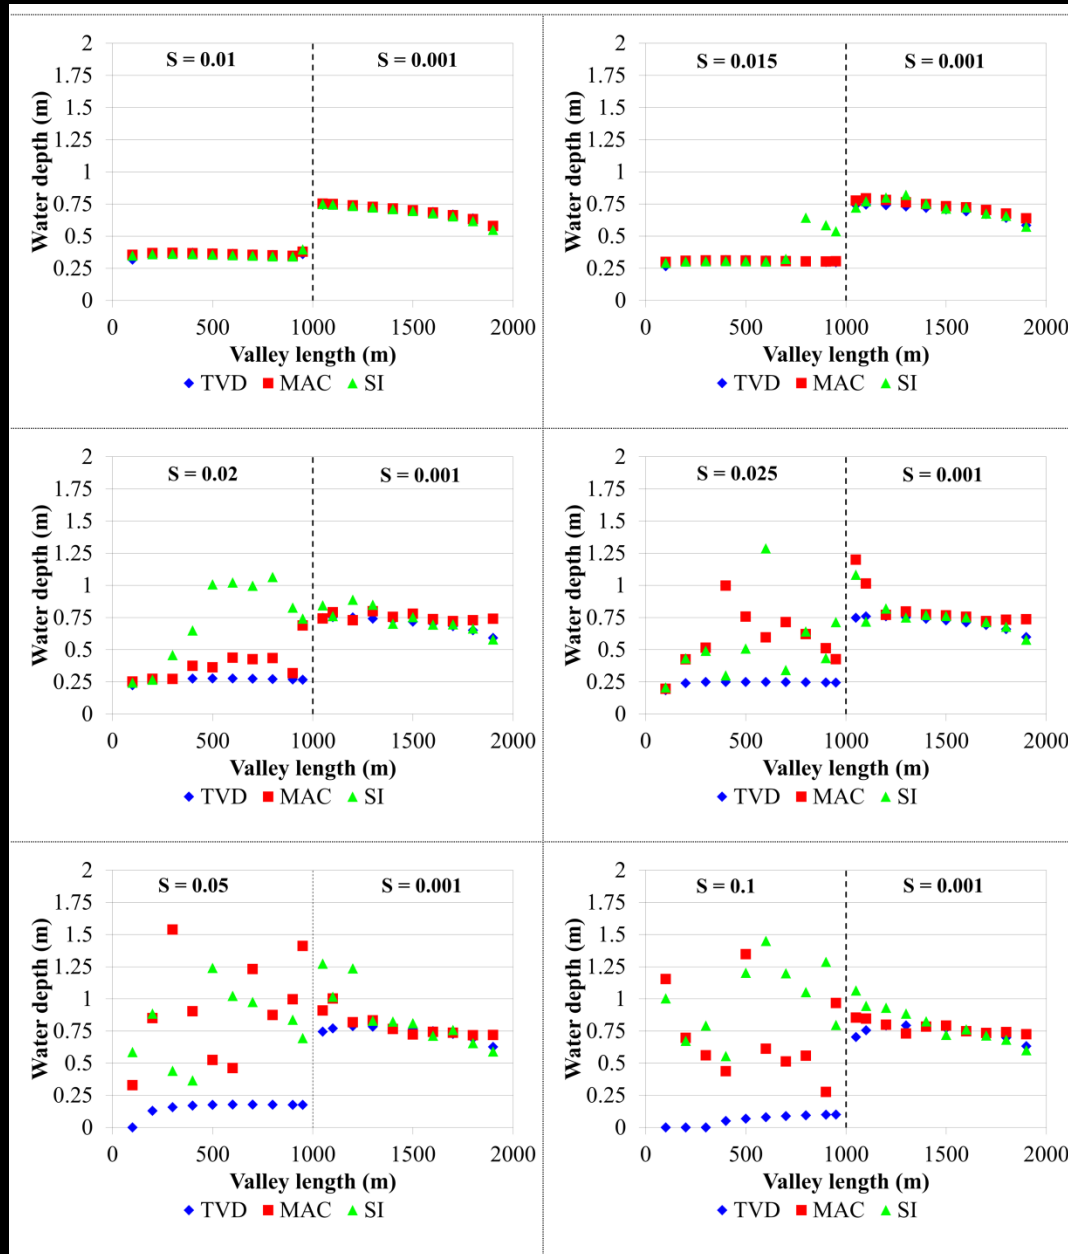 S = 0.01 S = 0.001
2
1.75
1.5
1.25
1
0.75
0.5
0.25
0
Water depth (m)
0 500 1000 1500 2000
Valley length (m)
TVD MAC SI
S = 0.015 S = 0.001
2
1.75
1.5
1.25
1
0.75
0.5
0.25
0
Water depth (m)
0 500 1000 1500 2000
Valley length (m)
TVD MAC SI
S = 0.02 S = 0.001
2
1.75
1.5
1.25
1
0.75
0.5
0.25
0
Water depth (m)
0 500 1000 1500 2000
Valley length (m)
TVD MAC SI
S = 0.025 S = 0.001
2
1.75
1.5
1.25
1
0.75
0.5
0.25
0
Water depth (m)
0 500 1000 1500 2000
Valley length (m)
TVD MAC SI
S = 0.05 S = 0.001
2
1.75
1.5
1.25
1
0.75
0.5
0.25
0
Water depth (m)
0 500 1000 1500 2000
Valley length (m)
TVD MAC SI
S = 0.1 S = 0.001
2
1.75
1.5
1.25
1
0.75
0.5
0.25
0
Water depth (m)
0 500 1000 1500 2000
Valley length (m)
TVD MAC SI